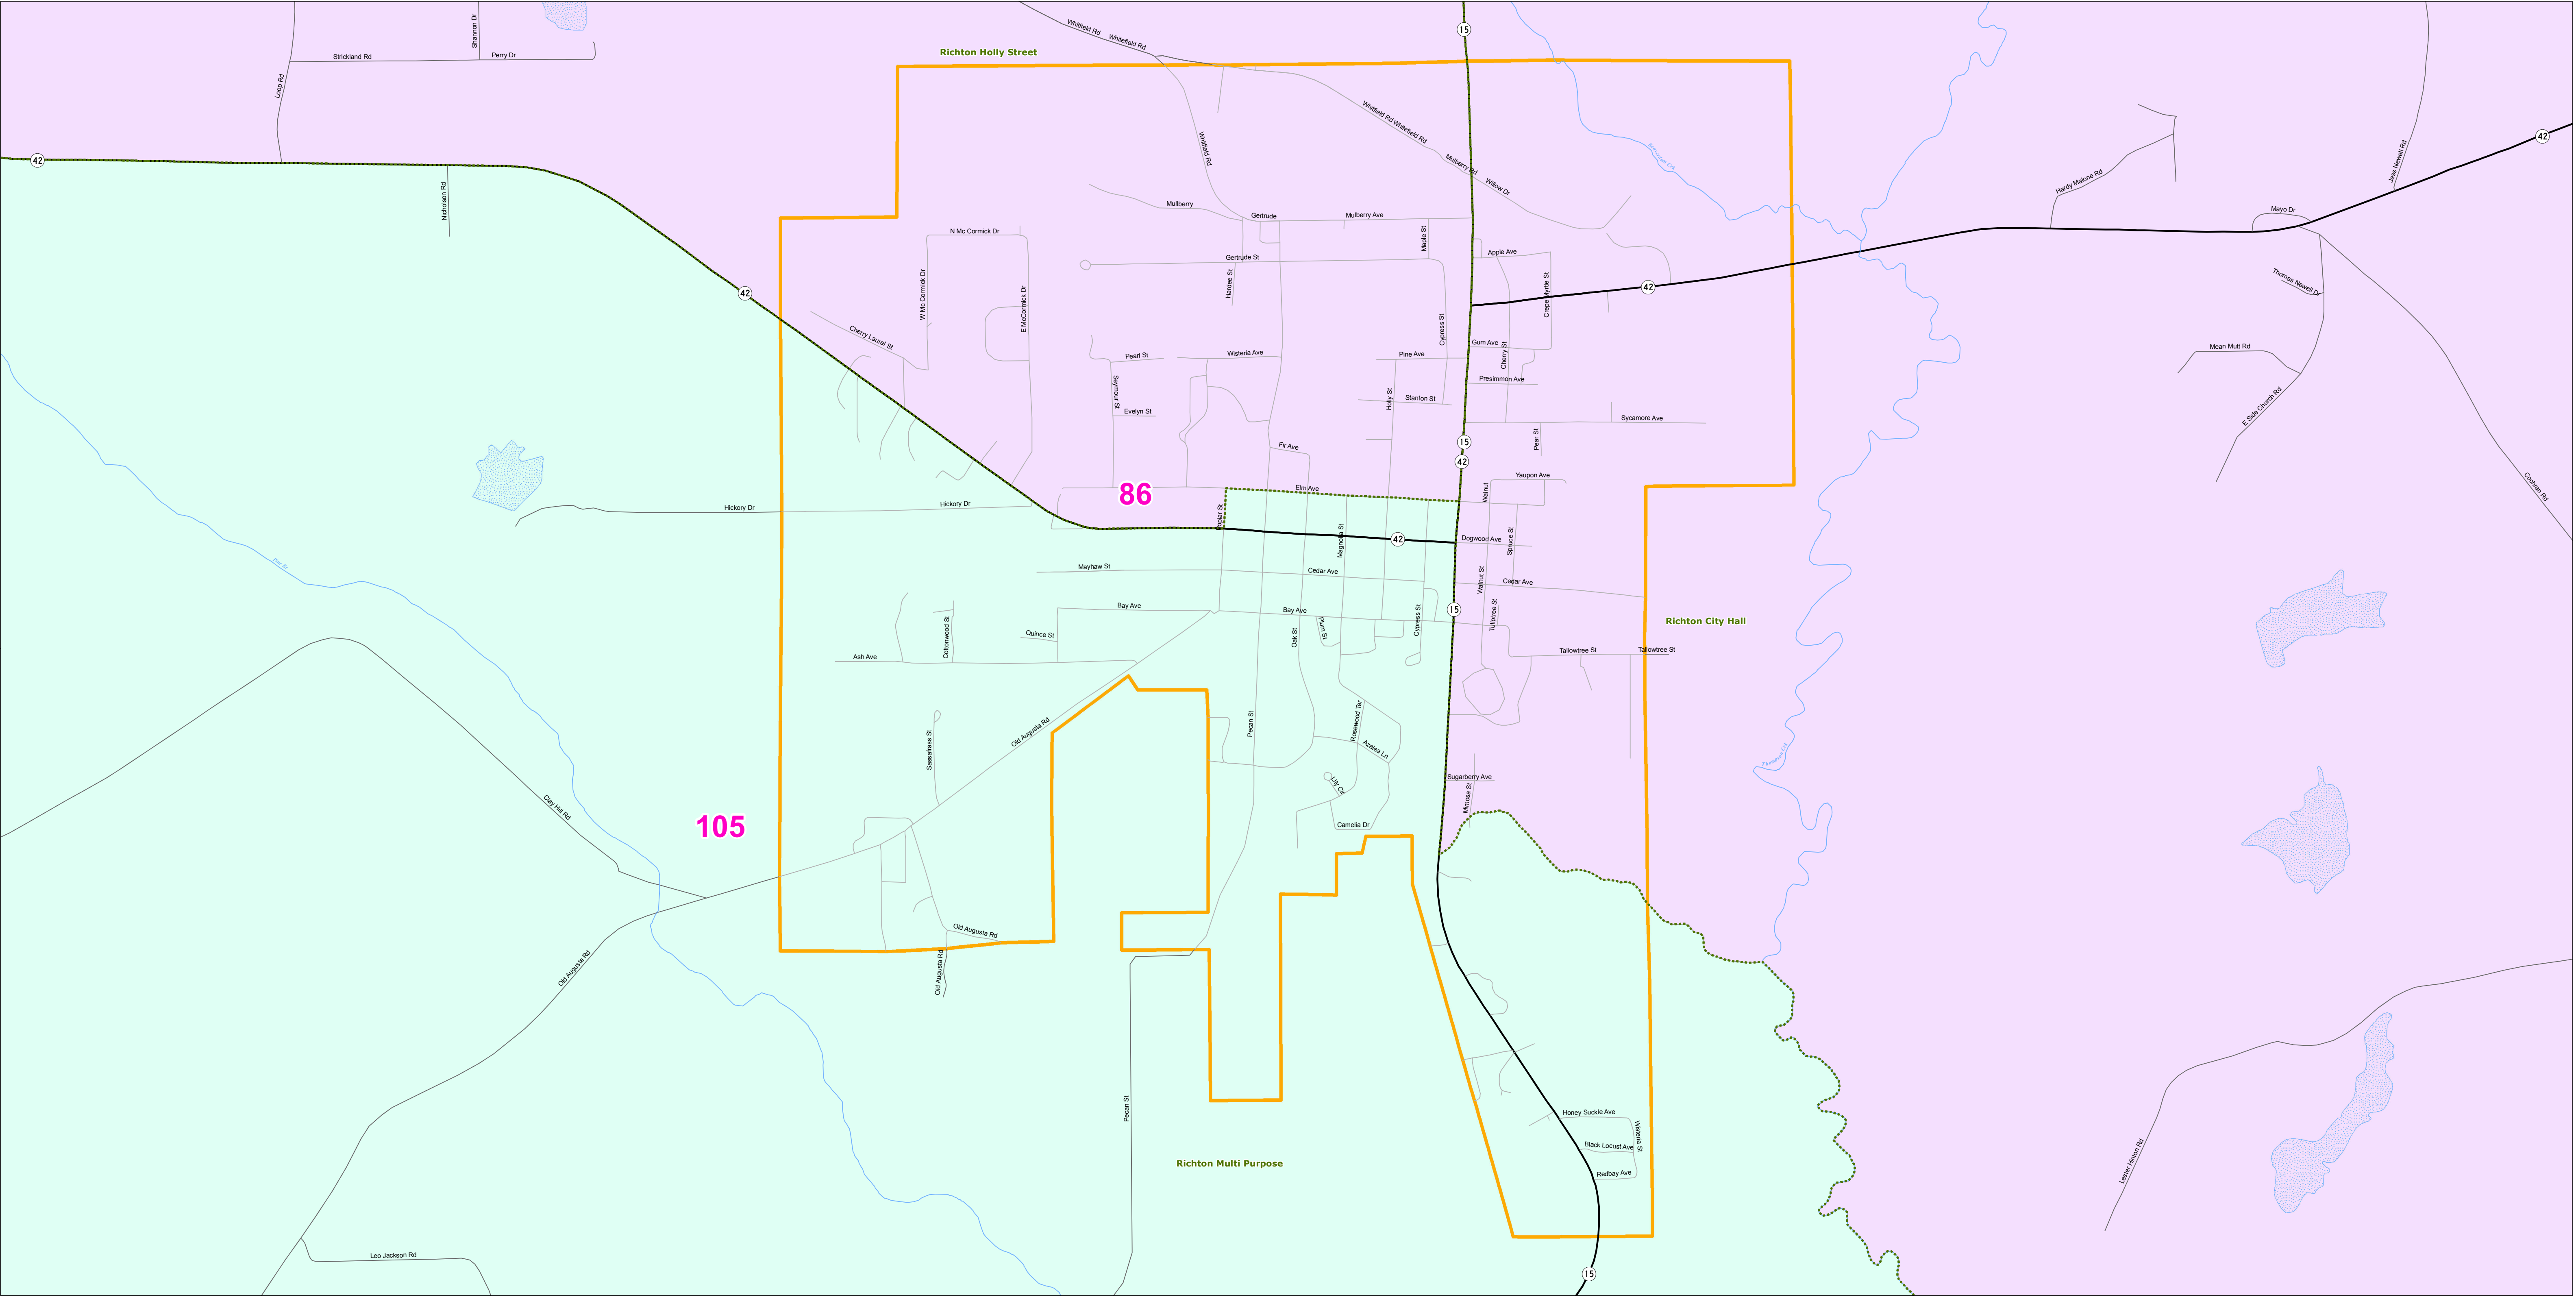 Shannon Dr
Whitfield Rd
Whitefield Rd
15
Richton Holly Street
Strickland Rd
Perry Dr
Loop Rd
Whitfield Rd Whitefield Rd
42
42
Whitfield Rd
Mulberry Rd
Willow Dr
Jess Newell Rd
Hardy Malone Rd
Nicholson Rd
Mullberry
Gertrude
Mulberry Ave
Mayo Dr
N Mc Cormick Dr
Maple St
Apple Ave
Gertrude St
Hardee St
W Mc Cormick Dr
E McCormick Dr
Crepe Myrtle St
42
42
Thomas Newell Dr
Cherry Laurel St
Cypress St
Gum Ave
Cherry St
Pearl St
Wisteria Ave
Pine Ave
Mean Mutt Rd
Presimmon Ave
Seymour St
Holly St
Stanton St
E Side Church Rd
Evelyn St
Sycamore Ave
Pear St
Fir Ave
15
42
Yaupon Ave
Cochran Rd
86
Elm Ave
Walnut
Hickory Dr
Hickory Dr
Poplar St
Magnolia St
42
Dogwood Ave
Spruce St
Mayhaw St
Cedar Ave
Walnut St
Cedar Ave
Bay Ave
Bay Ave
15
Tuliptree St
Richton City Hall
Cottonwood St
Quince St
Oak St
Plum St
Cypress St
Ash Ave
Tallowtree St
Tallowtree St
Sassafrass St
Old Augusta Rd
Pecan St
Rosewood Ter
Azalea Ln
Lily Cir
Sugarberry Ave
Mimosa St
Clay Hill Rd
105
Camelia Dr
Old Augusta Rd
Old Augusta Rd
Old Augusta Rd
Pecan St
Honey Suckle Ave
Wisteria St
Black Locust Ave
Redbay Ave
Richton Multi Purpose
Lester Hinton Rd
Leo Jackson Rd
15